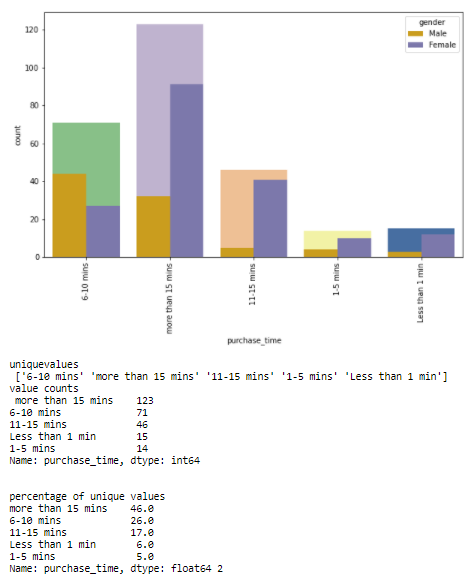 gender
Male
Female
120
100
80
60
40
20
0
count
6-10 mins
more than 15 mins
11-15 mins
1-5 mins
Less than 1 min
purchase_time
uniquevalues
['6-10 mins' 'more than 15 mins' '11-15 mins' '1-5 mins' 'Less than 1 min']
value counts
more than 15 mins 123
6-10 mins 71
11-15 mins 46
Less than 1 min 15
1-5 mins 14
Name: purchase_time, dtype: int64
percentage of unique values
more than 15 mins 46.0
6-10 mins 26.0
11-15 mins 17.0
Less than 1 min 6.0
1-5 mins 5.0
Name: purchase_time, dtype: float64 2